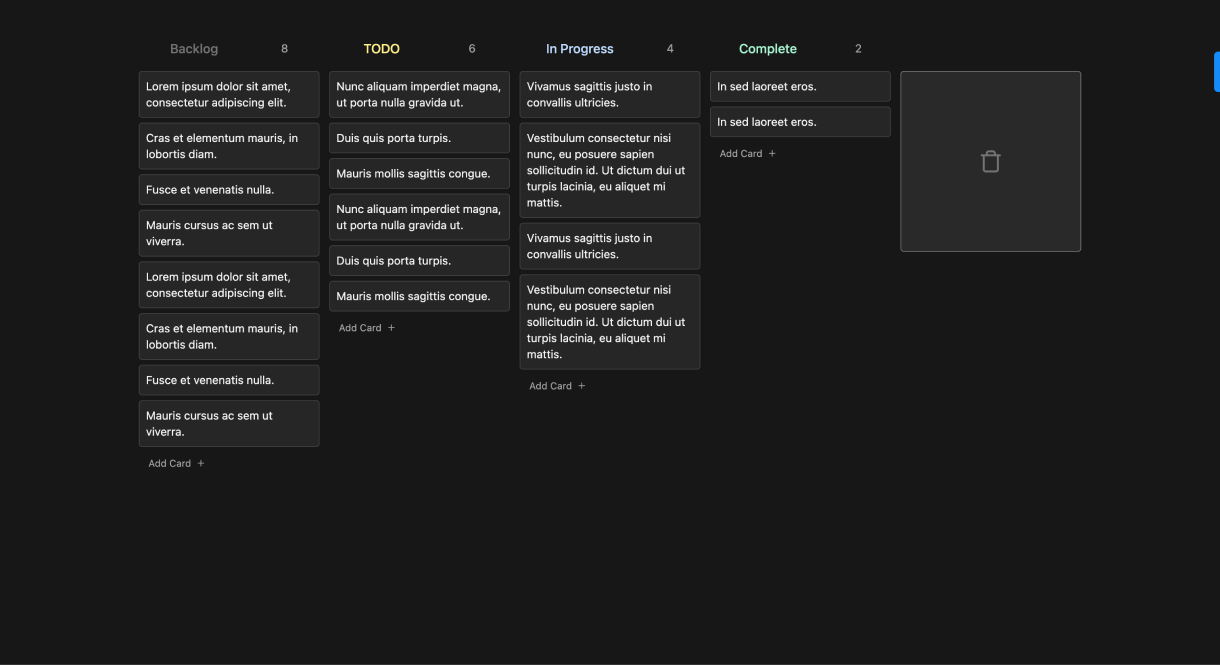 Backlog 8
Lorem ipsum dolor sit amet,
consectetur adipiscing elit.
Cras et elementum mauris, in
lobortis diam.
Fusce et venenatis nulla.
Mauris cursus ac sem ut
viverra.
Lorem ipsum dolor sit amet,
consectetur adipiscing elit.
Cras et elementum mauris, in
lobortis diam.
Fusce et venenatis nulla.
Mauris cursus ac sem ut
viverra.
Add Card +
TODO 6
Nunc aliquam imperdiet magna,
ut porta nulla gravida ut.
Duis quis porta turpis.
Mauris mollis sagittis congue.
Nunc aliquam imperdiet magna,
ut porta nulla gravida ut.
Duis quis porta turpis.
Mauris mollis sagittis congue.
Add Card +
In Progress 4
Vivamus sagittis justo in
convallis ultricies.
Vestibulum consectetur nisi
nunc, eu posuere sapien
sollicitudin id. Ut dictum dui ut
turpis lacinia, eu aliquet mi
mattis.
Vivamus sagittis justo in
convallis ultricies.
Vestibulum consectetur nisi
nunc, eu posuere sapien
sollicitudin id. Ut dictum dui ut
turpis lacinia, eu aliquet mi
mattis.
Add Card +
Complete 2
In sed laoreet eros.
In sed laoreet eros.
Add Card +